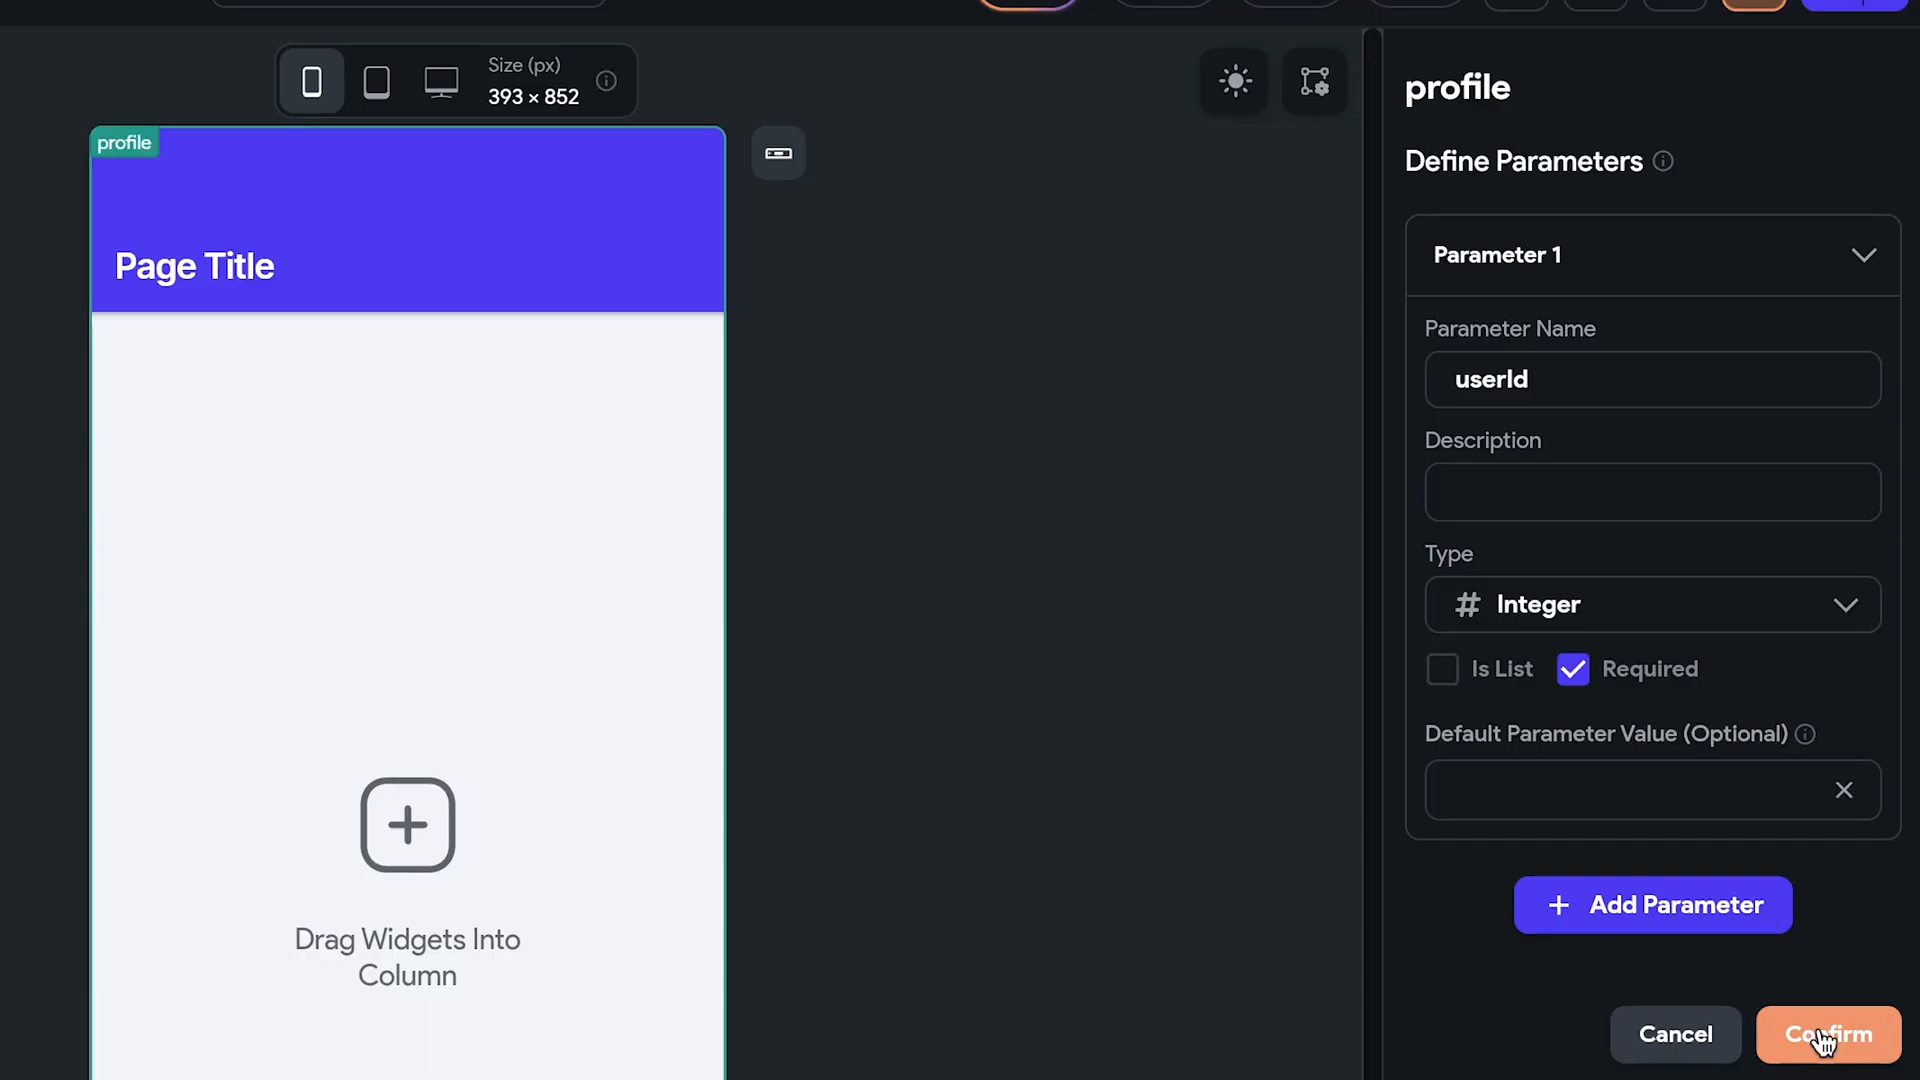 Size (px)
393 × 852
profile
Page Title
Drag Widgets Into
Column
profile
Define Parameters
Parameter 1
Parameter Name
userId
Description
Type
Integer
Is List
Required
Default Parameter Value (Optional)
+ Add Parameter
Cancel
Confirm